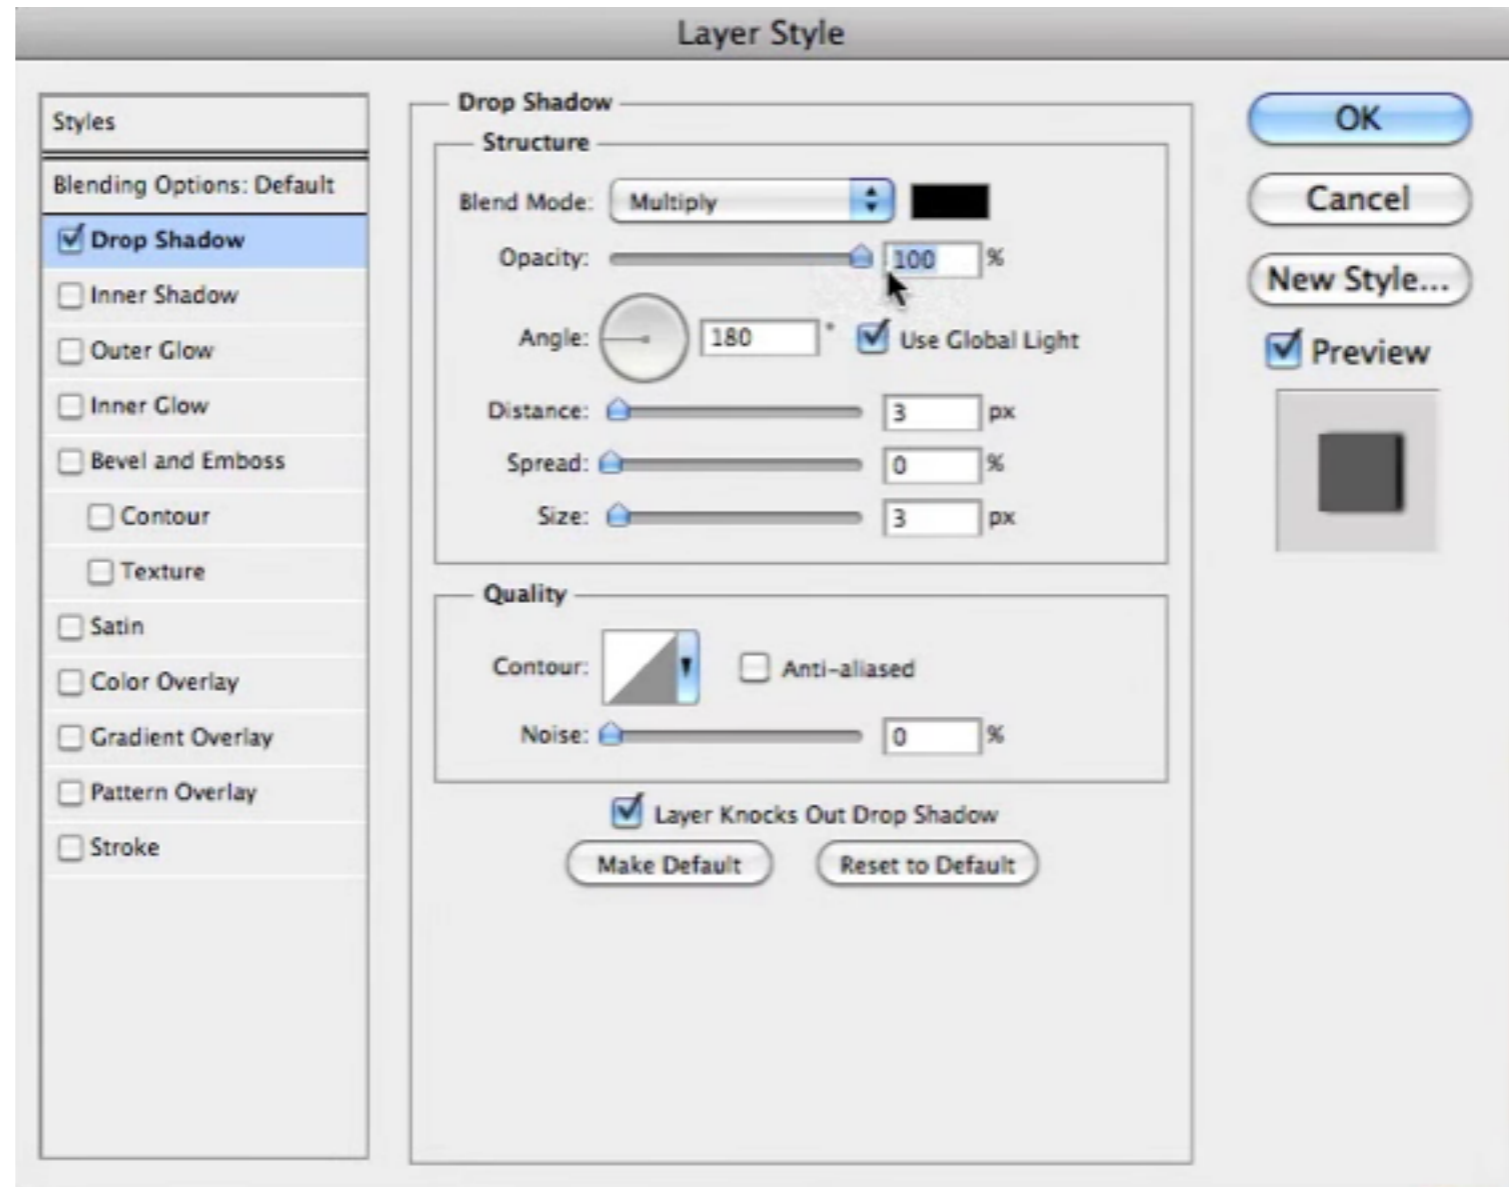 Layer Style
Styles
Blending Options: Default
Drop Shadow
Inner Shadow
Outer Glow
Inner Glow
Bevel and Emboss
Contour
Texture
Satin
Color Overlay
Gradient Overlay
Pattern Overlay
Stroke
Drop Shadow
Structure
Blend Mode: Multiply
Opacity: 100 %
Angle: 180 ° Use Global Light
Distance: 3 px
Spread: 0 %
Size: 3 px
Quality
Contour: Anti-aliased
Noise: 0 %
Layer Knocks Out Drop Shadow
Make Default Reset to Default
OK
Cancel
New Style...
Preview